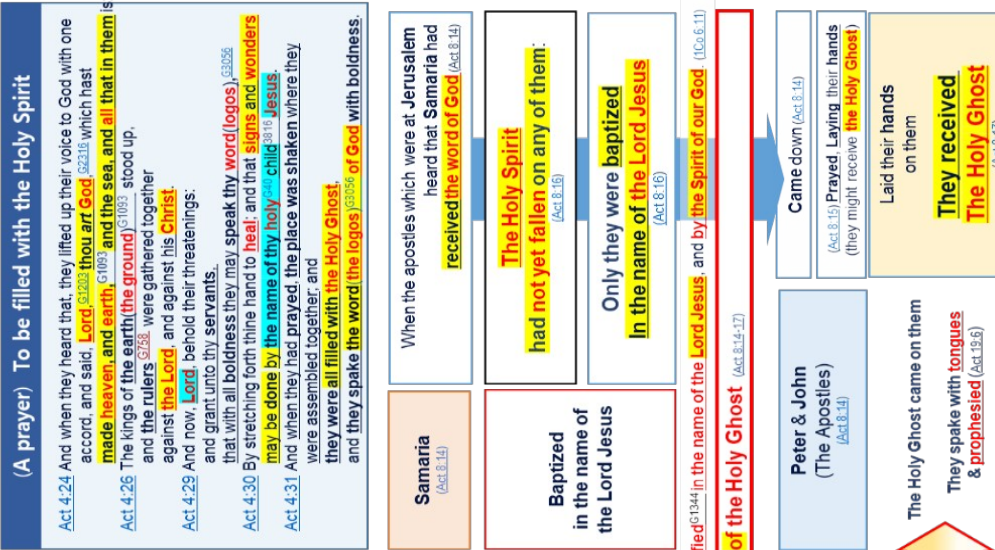 (A prayer) To be filled with the Holy Spirit
Act 4:24 And when they heard that, they lifted up their voice to God with one
accord, and said, Lord, G1203 thou art God, G2316 which hast
made heaven, and earth, G1093 and the sea, and all that in them is
Act 4:26 The kings of the earth(the ground)G1093 stood up,
and the rulers G758 were gathered together
against the Lord, and against his Christ.
Act 4:29 And now, Lord, behold their threatenings:
and grant unto thy servants,
that with all boldness they may speak thy word(logos),G3056
Act 4:30 By stretching forth thine hand to heal; and that signs and wonders
may be done by the name of thy holyG40 child3816 Jesus.
Act 4:31 And when they had prayed, the place was shaken where they
were assembled together; and
they were all filled with the Holy Ghost,
and they spake the word(the logos)G3056 of God with boldness.
Samaria
(Act 8:14)
When the apostles which were at Jerusalem
heard that Samaria had
received the word of God (Act 8:14)
Baptized
in the name of
the Lord Jesus
The Holy Spirit
had not yet fallen on any of them:
(Act 8:16)
Only they were baptized
In the name of the Lord Jesus
(Act 8:16)
fiedG1344 in the name of the Lord Jesus, and by the Spirit of our God. (1Co 6:11)
of the Holy Ghost (Act 8:14-17)
Peter & John
(The Apostles)
(Act 8:14)
Came down (Act 8:14)
(Act 8:15) Prayed, Laying their hands
(they might receive the Holy Ghost)
Laid their hands
on them
They received
The Holy Ghost
The Holy Ghost came on them
They spake with tongues
& prophesied (Act 19:6)